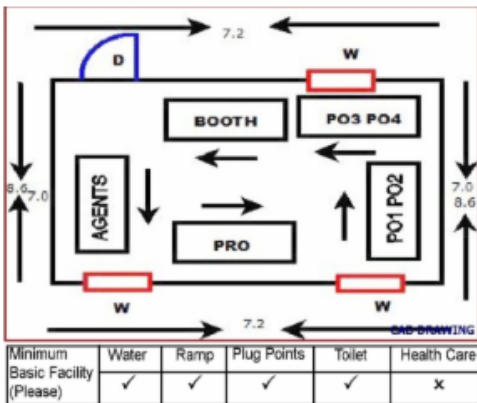 7.2
D
W
BOOTH
PO3 PO4
8.6
7.0
AGENTS
PO1 PO2
7.0
8.6
PRO
W
W
7.2
CAD DRAWING
Minimum Basic Facility (Please)
Water
Ramp
Plug Points
Toilet
Health Care
✓
✓
✓
✓
x